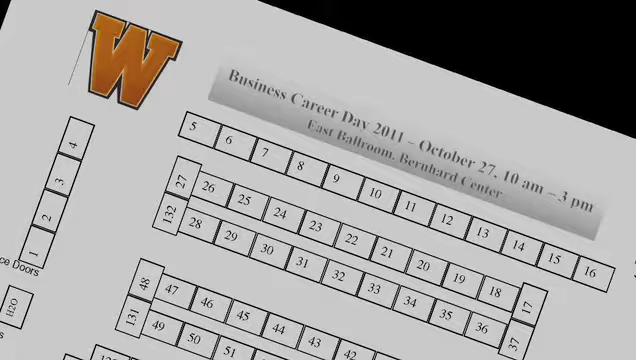 W
Business Career Day 2011 – October 27, 10 am – 3 pm
East Ballroom, Bernhard Center
5 6 7 8 9 10 11 12 13 14 15 16
4
3
2
1
27 26 25 24 23 22 21 20 19 18 17
132 28 29 30 31 32 33 34 35 36 37
ce Doors
H2O
48 47 46 45 44 43 42
131 49 50 51